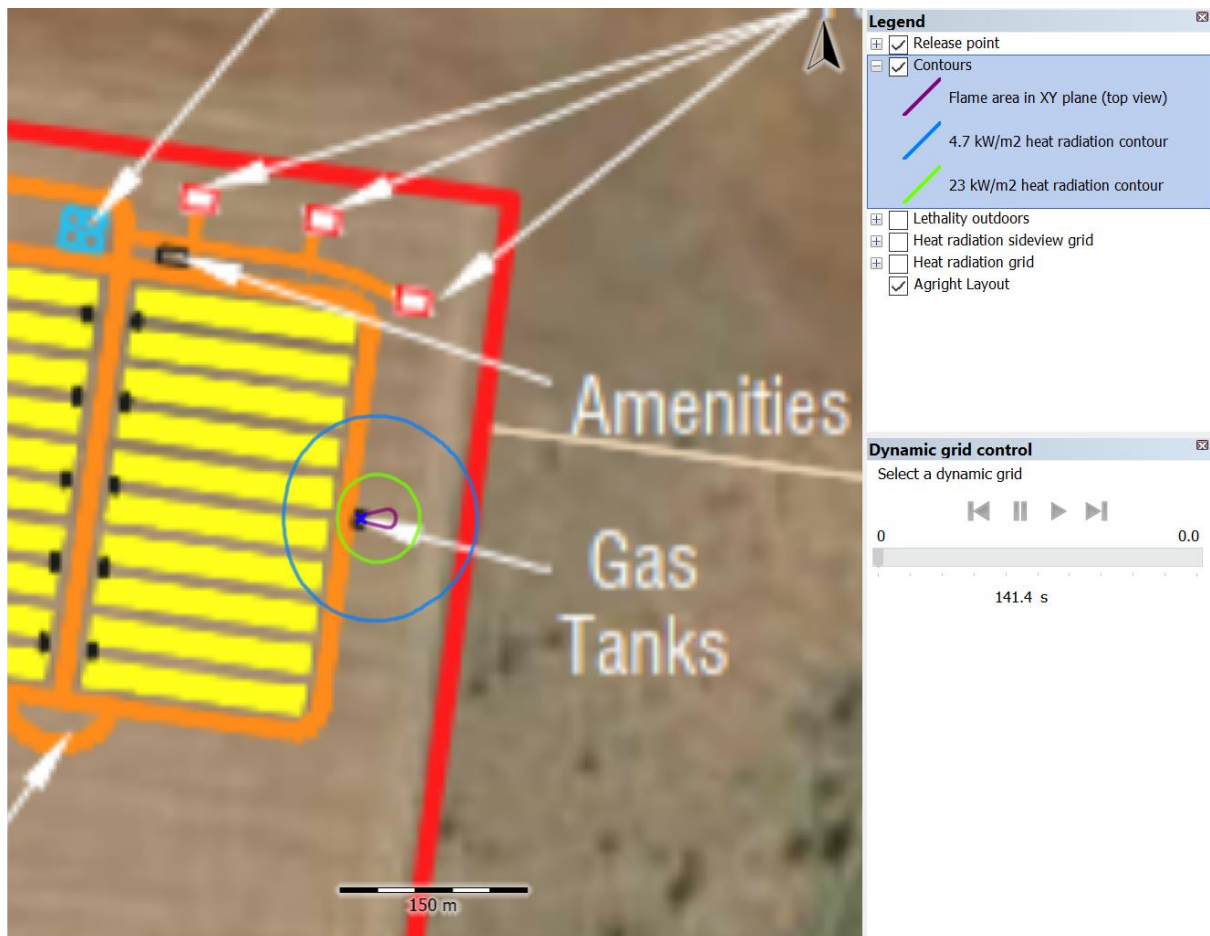 Legend
Release point
Contours
Flame area in XY plane (top view)
4.7 kW/m2 heat radiation contour
23 kW/m2 heat radiation contour
Lethality outdoors
Heat radiation sideview grid
Heat radiation grid
Agright Layout
Amenities
Gas
Tanks
150 m
Dynamic grid control
Select a dynamic grid
0 0.0
141.4 s